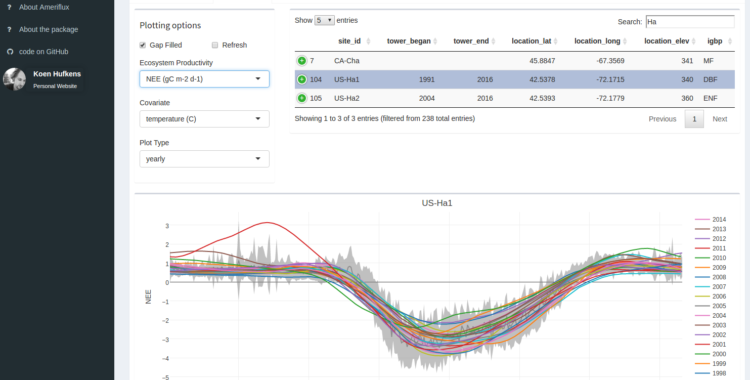 About Ameriflux
About the package
code on GitHub
Koen Hufkens
Personal Website
Plotting options
Gap Filled Refresh
Ecosystem Productivity
NEE (gC m-2 d-1)
Covariate
temperature (C)
Plot Type
yearly
Show 5 entries
Search: Ha
site_id tower_began tower_end location_lat location_long location_elev igbp
7 CA-Cha 45.8847 -67.3569 341 MF
104 US-Ha1 1991 2016 42.5378 -72.1715 340 DBF
105 US-Ha2 2004 2016 42.5393 -72.1779 360 ENF
Showing 1 to 3 of 3 entries (filtered from 238 total entries)
Previous 1 Next
US-Ha1
NEE
3
2
1
0
-1
-2
-3
-4
-5
2014
2013
2012
2011
2010
2009
2008
2007
2006
2005
2004
2003
2002
2001
2000
1999
1998